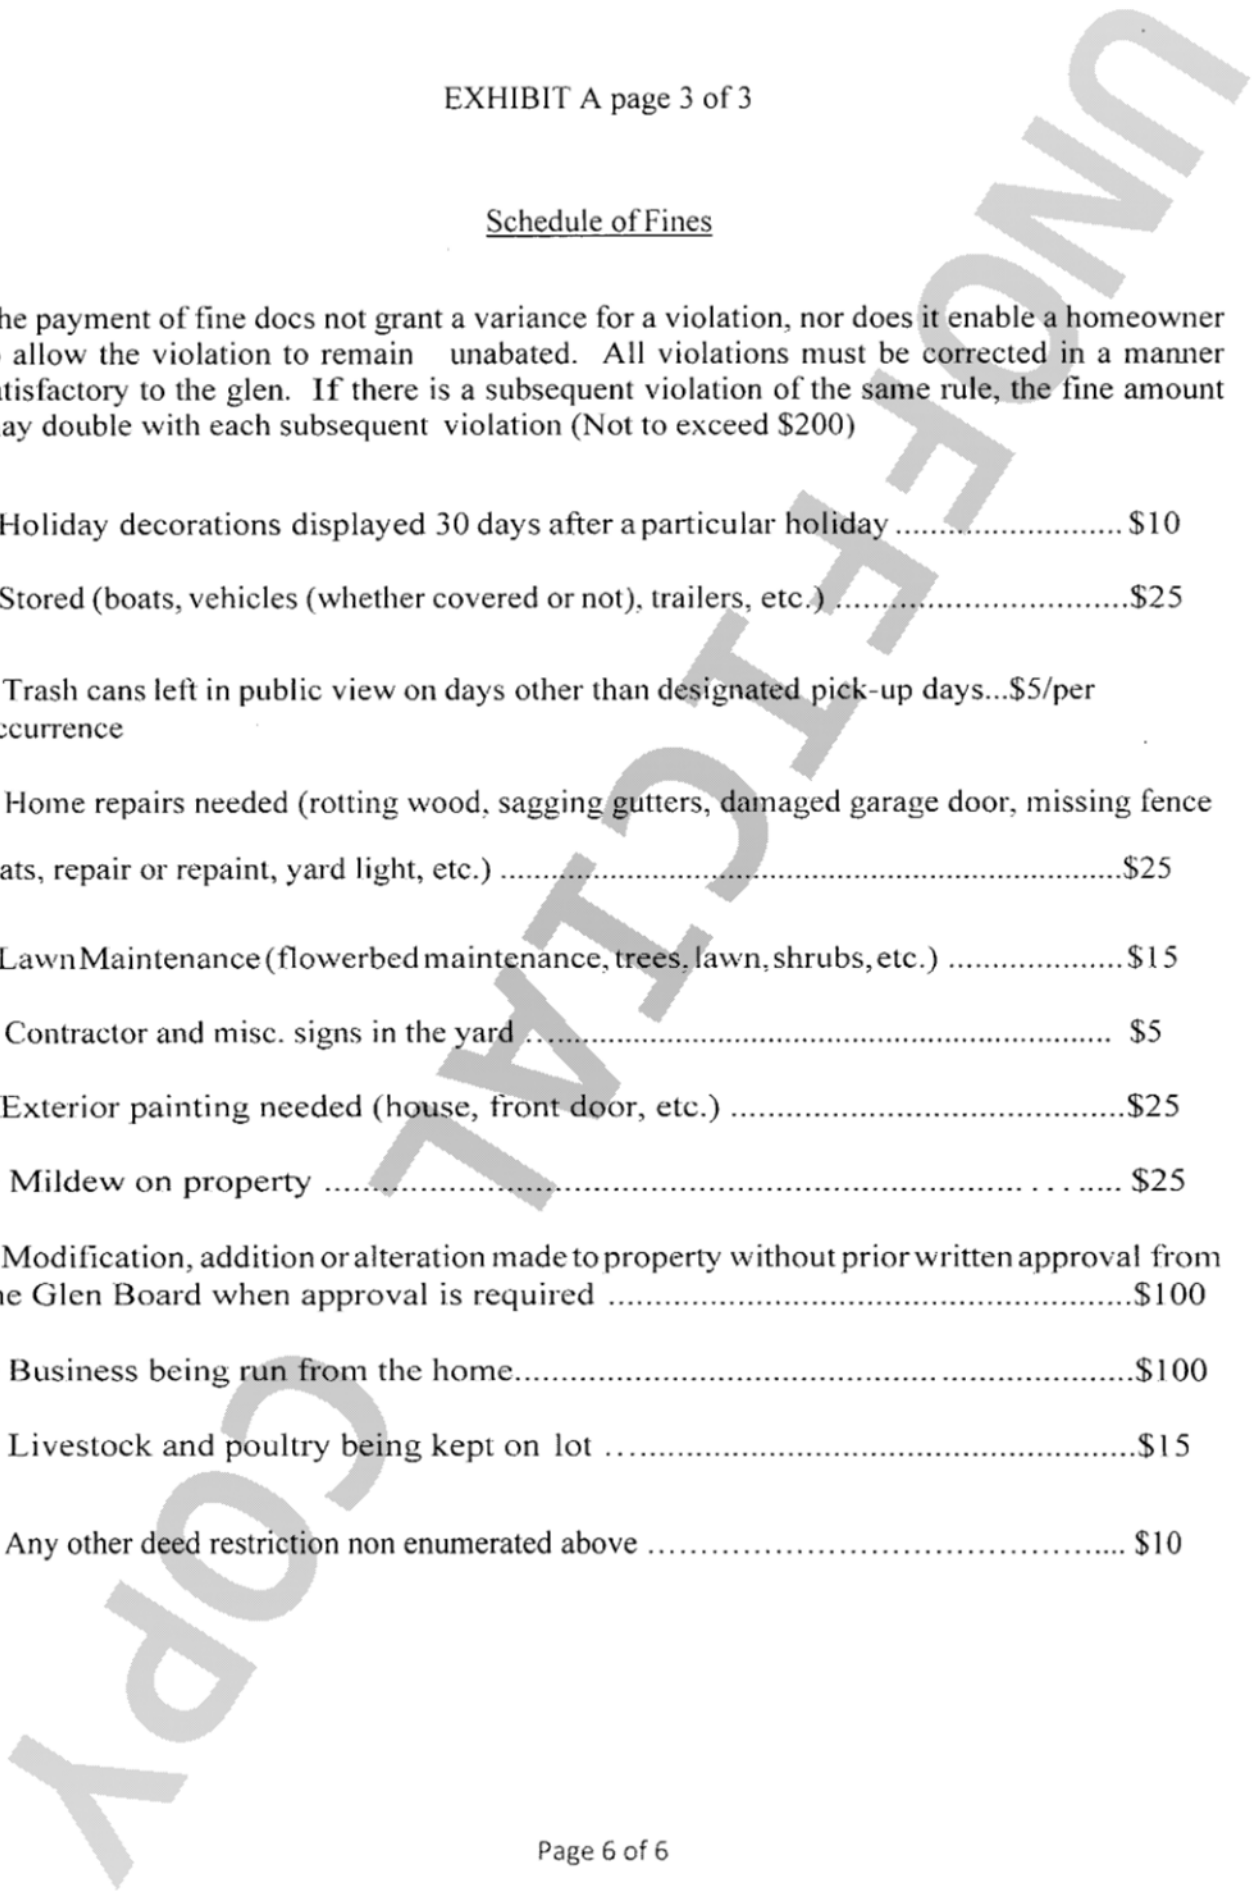 EXHIBIT A page 3 of 3
Schedule of Fines
he payment of fine docs not grant a variance for a violation, nor does it enable a homeowner
allow the violation to remain unabated. All violations must be corrected in a manner
tisfactory to the glen. If there is a subsequent violation of the same rule, the fine amount
ay double with each subsequent violation (Not to exceed $200)
Holiday decorations displayed 30 days after a particular holiday ......................... $10
Stored (boats, vehicles (whether covered or not), trailers, etc.) .................................$25
Trash cans left in public view on days other than designated pick-up days...$5/per
ccurrence
Home repairs needed (rotting wood, sagging gutters, damaged garage door, missing fence
ats, repair or repaint, yard light, etc.) ......................................................................$25
Lawn Maintenance (flowerbed maintenance, trees, lawn, shrubs, etc.) ....................$15
Contractor and misc. signs in the yard .................................................................. $5
Exterior painting needed (house, front door, etc.) .............................................$25
Mildew on property .......................................................................................... $25
Modification, addition or alteration made to property without prior written approval from
e Glen Board when approval is required ............................................................$100
Business being run from the home.......................................................................$100
Livestock and poultry being kept on lot .............................................................$15
Any other deed restriction non enumerated above ................................................ $10
Page 6 of 6
UNOFFICIAL COPY